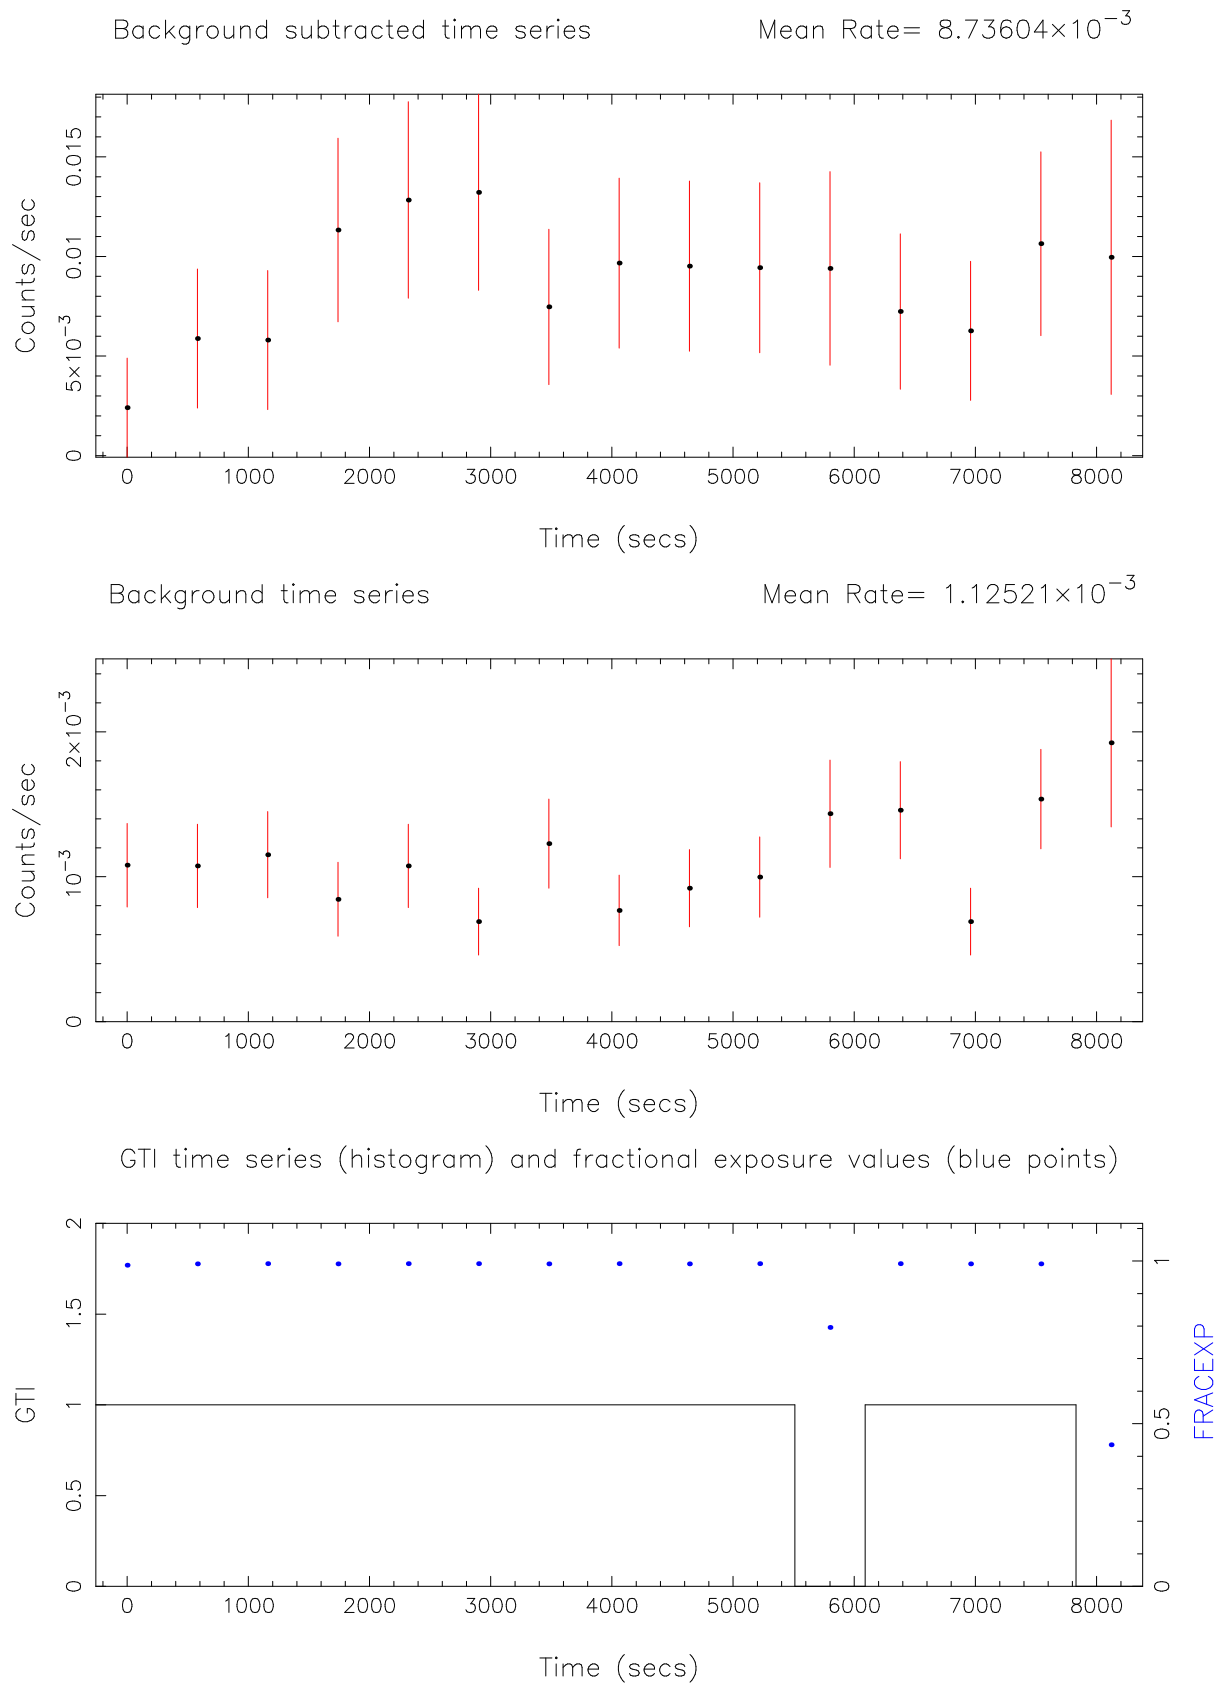 Background subtracted time series Mean Rate= 8.73604×10⁻³
Counts/sec
0 5×10⁻³ 0.01 0.015
0 1000 2000 3000 4000 5000 6000 7000 8000
Time (secs)
Background time series Mean Rate= 1.12521×10⁻³
Counts/sec
0 10⁻³ 2×10⁻³
0 1000 2000 3000 4000 5000 6000 7000 8000
Time (secs)
GTI time series (histogram) and fractional exposure values (blue points)
GTI
0 0.5 1 1.5 2
0 0.5 1
FRACEXP
0 1000 2000 3000 4000 5000 6000 7000 8000
Time (secs)